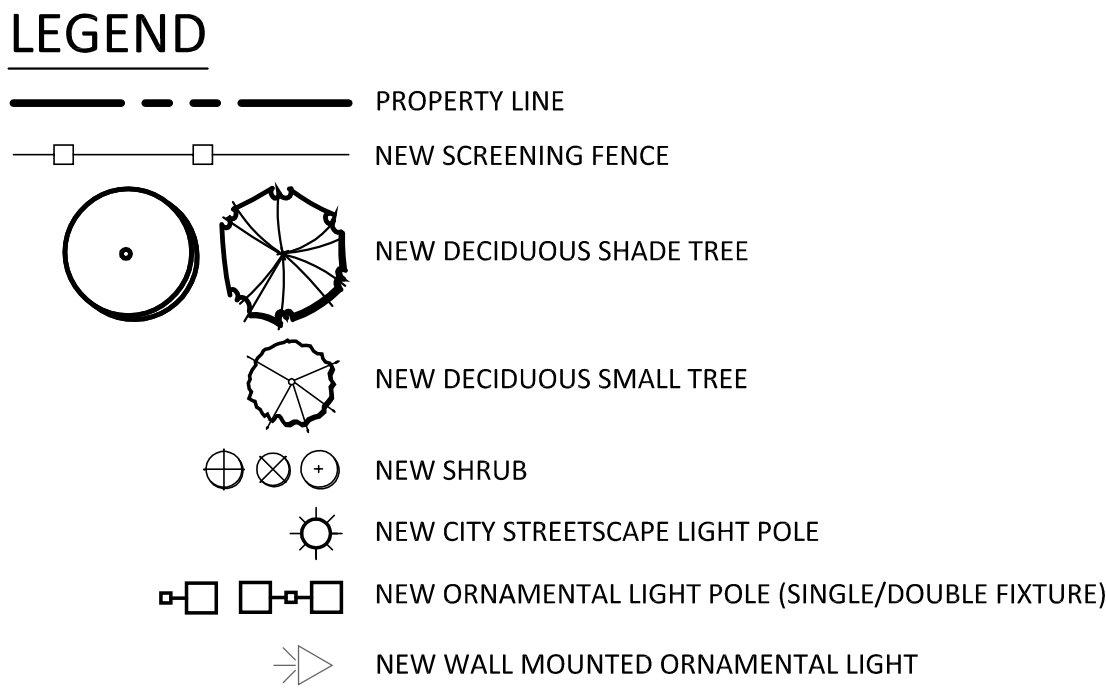 LEGEND
PROPERTY LINE
NEW SCREENING FENCE
NEW DECIDUOUS SHADE TREE
NEW DECIDUOUS SMALL TREE
NEW SHRUB
NEW CITY STREETSCAPE LIGHT POLE
NEW ORNAMENTAL LIGHT POLE (SINGLE/DOUBLE FIXTURE)
NEW WALL MOUNTED ORNAMENTAL LIGHT